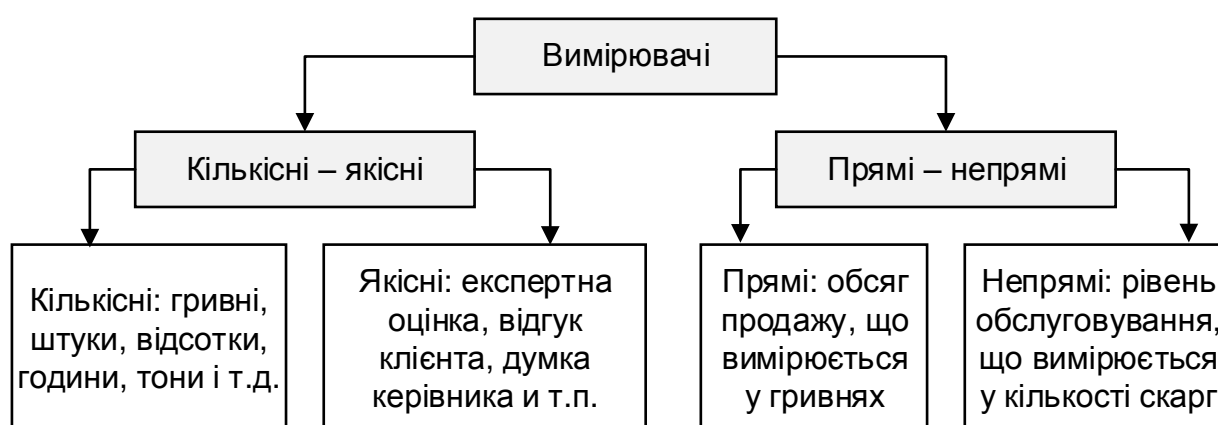 Вимірювачі
Кількісні – якісні
Прямі – непрямі
Кількісні: гривні,
штуки, відсотки,
години, тони і т.д.
Якісні: експертна
оцінка, відгук
клієнта, думка
керівника и т.п.
Прямі: обсяг
продажу, що
вимірюється
у гривнях
Непрямі: рівень
обслуговування,
що вимірюється
у кількості скарг